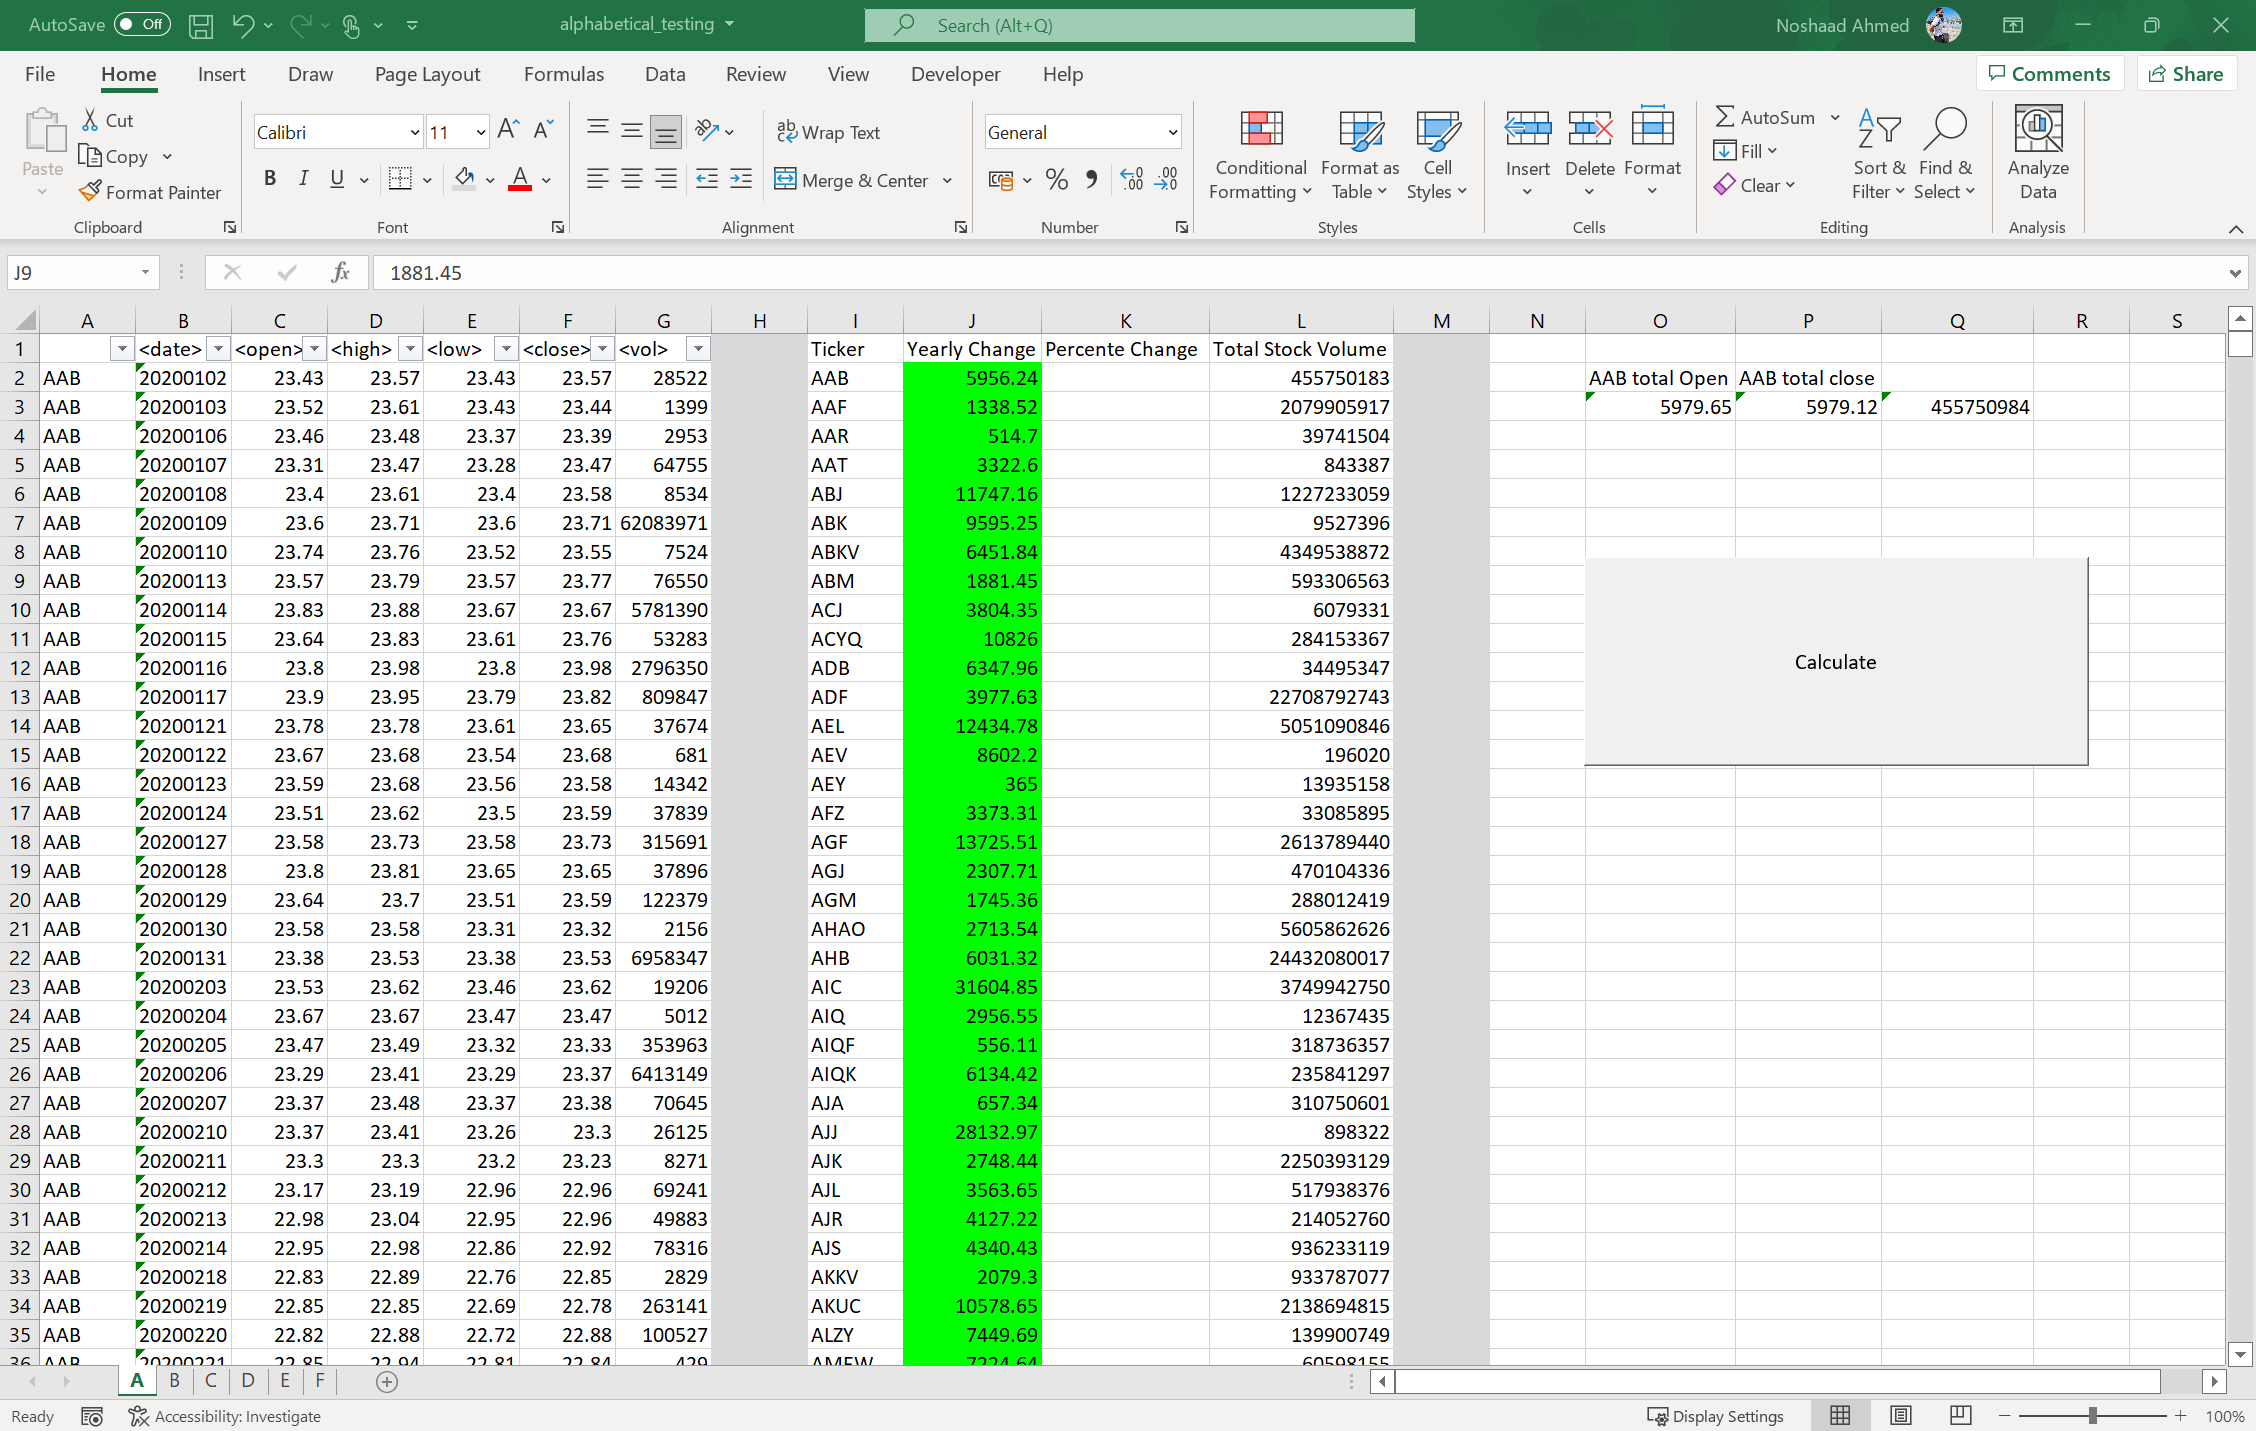 AutoSave Off alphabetical_testing Search (Alt+Q) Noshaad Ahmed
File Home Insert Draw Page Layout Formulas Data Review View Developer Help Comments Share
Paste Cut Copy Format Painter Clipboard
Calibri 11 B I U Font
Wrap Text Merge & Center Alignment
General % Number
Conditional Formatting Format as Table Cell Styles Styles
Insert Delete Format Cells
AutoSum Fill Clear Sort & Filter Find & Select Editing
Analyze Data Analysis
J9 fx 1881.45
A B C D E F G H I J K L M N O P Q R S
1 <date> <open> <high> <low> <close> <vol> Ticker Yearly Change Percente Change Total Stock Volume
2 AAB 20200102 23.43 23.57 23.43 23.57 28522 AAB 5956.24 455750183 AAB total Open AAB total close
3 AAB 20200103 23.52 23.61 23.43 23.44 1399 AAF 1338.52 2079905917 5979.65 5979.12 455750984
4 AAB 20200106 23.46 23.48 23.37 23.39 2953 AAR 514.7 39741504
5 AAB 20200107 23.31 23.47 23.28 23.47 64755 AAT 3322.6 843387
6 AAB 20200108 23.4 23.61 23.4 23.58 8534 ABJ 11747.16 1227233059
7 AAB 20200109 23.6 23.71 23.6 23.71 62083971 ABK 9595.25 9527396
8 AAB 20200110 23.74 23.76 23.52 23.55 7524 ABKV 6451.84 4349538872
9 AAB 20200113 23.57 23.79 23.57 23.77 76550 ABM 1881.45 593306563
10 AAB 20200114 23.83 23.88 23.67 23.67 5781390 ACJ 3804.35 6079331
11 AAB 20200115 23.64 23.83 23.61 23.76 53283 ACYQ 10826 284153367
Calculate
12 AAB 20200116 23.8 23.98 23.8 23.98 2796350 ADB 6347.96 34495347
13 AAB 20200117 23.9 23.95 23.79 23.82 809847 ADF 3977.63 22708792743
14 AAB 20200121 23.78 23.78 23.61 23.65 37674 AEL 12434.78 5051090846
15 AAB 20200122 23.67 23.68 23.54 23.68 681 AEV 8602.2 196020
16 AAB 20200123 23.59 23.68 23.56 23.58 14342 AEY 365 13935158
17 AAB 20200124 23.51 23.62 23.5 23.59 37839 AFZ 3373.31 33085895
18 AAB 20200127 23.58 23.73 23.58 23.73 315691 AGF 13725.51 2613789440
19 AAB 20200128 23.8 23.81 23.65 23.65 37896 AGJ 2307.71 470104336
20 AAB 20200129 23.64 23.7 23.51 23.59 122379 AGM 1745.36 288012419
21 AAB 20200130 23.58 23.58 23.31 23.32 2156 AHAO 2713.54 5605862626
22 AAB 20200131 23.38 23.53 23.38 23.53 6958347 AHB 6031.32 24432080017
23 AAB 20200203 23.53 23.62 23.46 23.62 19206 AIC 31604.85 3749942750
24 AAB 20200204 23.67 23.67 23.47 23.47 5012 AIQ 2956.55 12367435
25 AAB 20200205 23.47 23.49 23.32 23.33 353963 AIQF 556.11 318736357
26 AAB 20200206 23.29 23.41 23.29 23.37 6413149 AIQK 6134.42 235841297
27 AAB 20200207 23.37 23.48 23.37 23.38 70645 AJA 657.34 310750601
28 AAB 20200210 23.37 23.41 23.26 23.3 26125 AJJ 28132.97 898322
29 AAB 20200211 23.3 23.3 23.2 23.23 8271 AJK 2748.44 2250393129
30 AAB 20200212 23.17 23.19 22.96 22.96 69241 AJL 3563.65 517938376
31 AAB 20200213 22.98 23.04 22.95 22.96 49883 AJR 4127.22 214052760
32 AAB 20200214 22.95 22.98 22.86 22.92 78316 AJS 4340.43 936233119
33 AAB 20200218 22.83 22.89 22.76 22.85 2829 AKKV 2079.3 933787077
34 AAB 20200219 22.85 22.85 22.69 22.78 263141 AKUC 10578.65 2138694815
35 AAB 20200220 22.82 22.88 22.72 22.88 100527 ALZY 7449.69 139900749
36 AAB 20200221 22.85 22.94 22.81 22.84 429 7224.64 60598155
A B C D E F
Ready Accessibility: Investigate Display Settings 100%